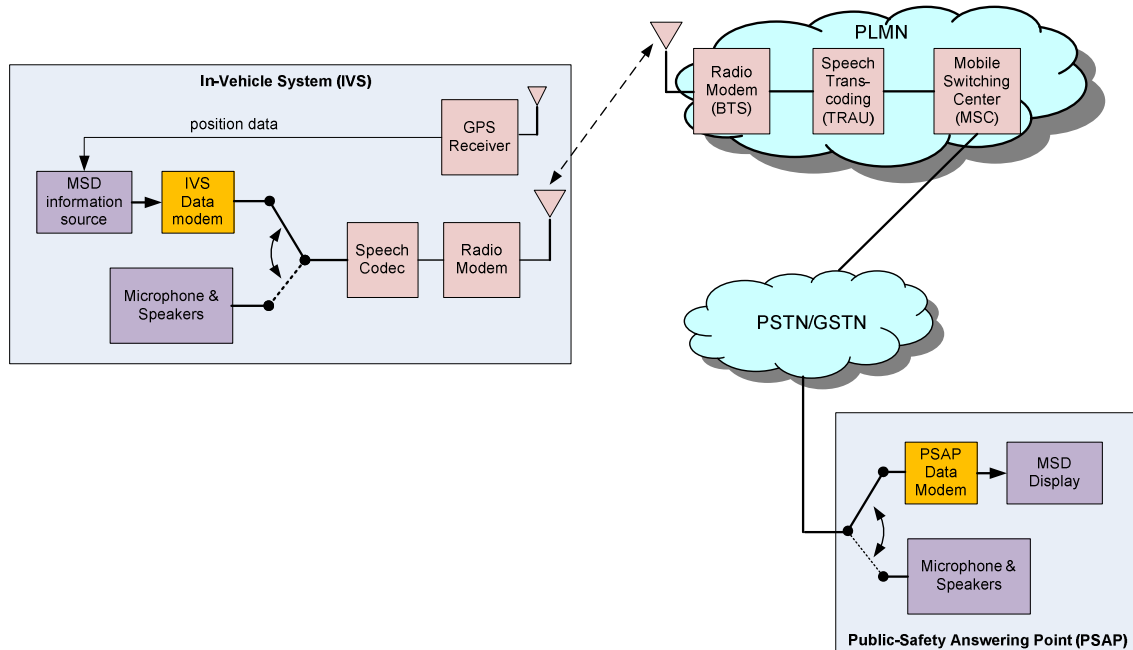 In-Vehicle System (IVS)
position data
GPS
Receiver
MSD
information
source
IVS
Data
modem
Speech
Codec
Radio
Modem
Microphone &
Speakers
PLMN
Radio
Modem
(BTS)
Speech
Trans-
coding
(TRAU)
Mobile
Switching
Center
(MSC)
PSTN/GSTN
PSAP
Data
Modem
MSD
Display
Microphone &
Speakers
Public-Safety Answering Point (PSAP)